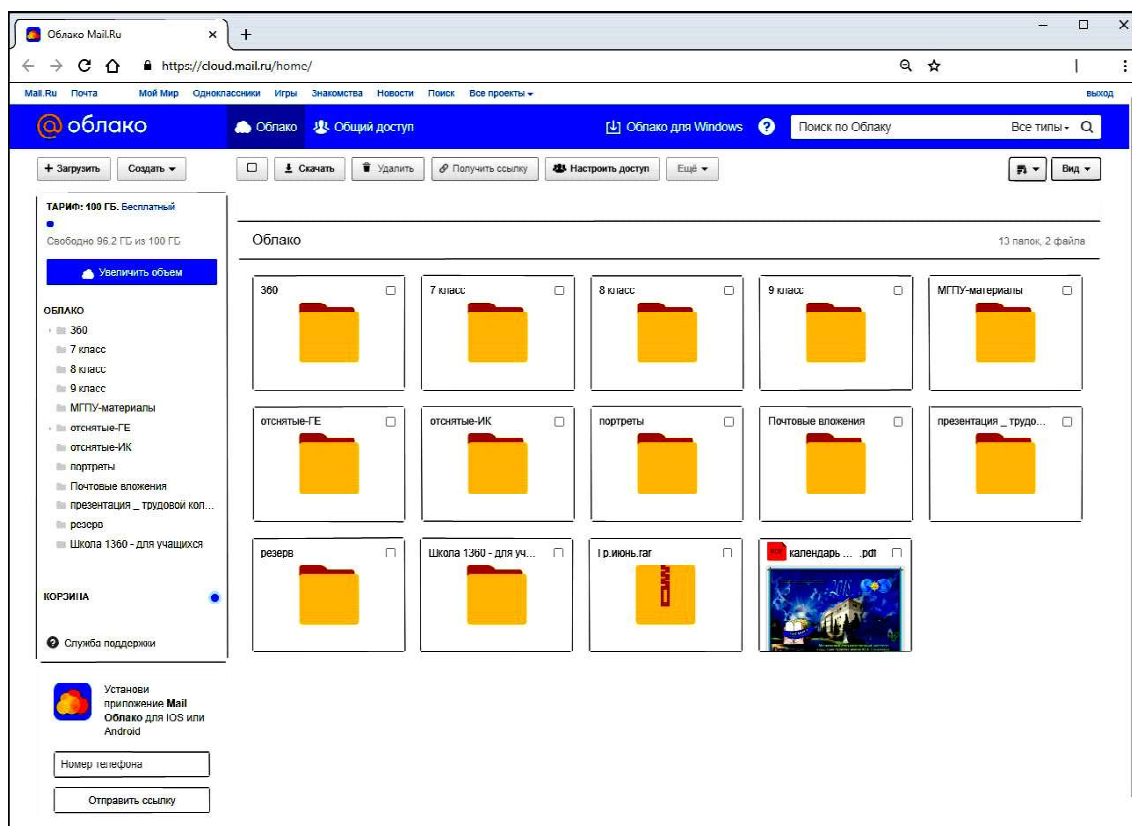 Облако Mail.Ru
https://cloud.mail.ru/home/
Mail.Ru Почта Мой Мир Одноклассники Игры Знакомства Новости Поиск Все проекты выход
облако Облако Общий доступ Облако для Windows ? Поиск по Облаку Все типы
+ Загрузить Создать Скачать Удалить Получить ссылку Настроить доступ Ещё Вид
ТАРИФ: 100 ГБ. Бесплатный
Свободно 96.2 ГБ из 100 ГБ
Увеличить объем
Облако 13 папок, 2 файла
ОБЛАКО
360
7 класс
8 класс
9 класс
МГПУ-материалы
отснятые-ГЕ
отснятые-ИК
портреты
Почтовые вложения
презентация _ трудовой кол...
резерв
Школа 1360 - для учащихся
КОРЗИНА
? Служба поддержки
Установи
приложение Mail
Облако для IOS или
Android
Номер телефона
Отправить ссылку
360 7 класс 8 класс 9 класс МГПУ-материалы
отснятые-ГЕ отснятые-ИК портреты Почтовые вложения презентация _ трудо...
резерв Школа 1360 - для уч... р.июнь.rar PDF календарь ... .pdf
2018